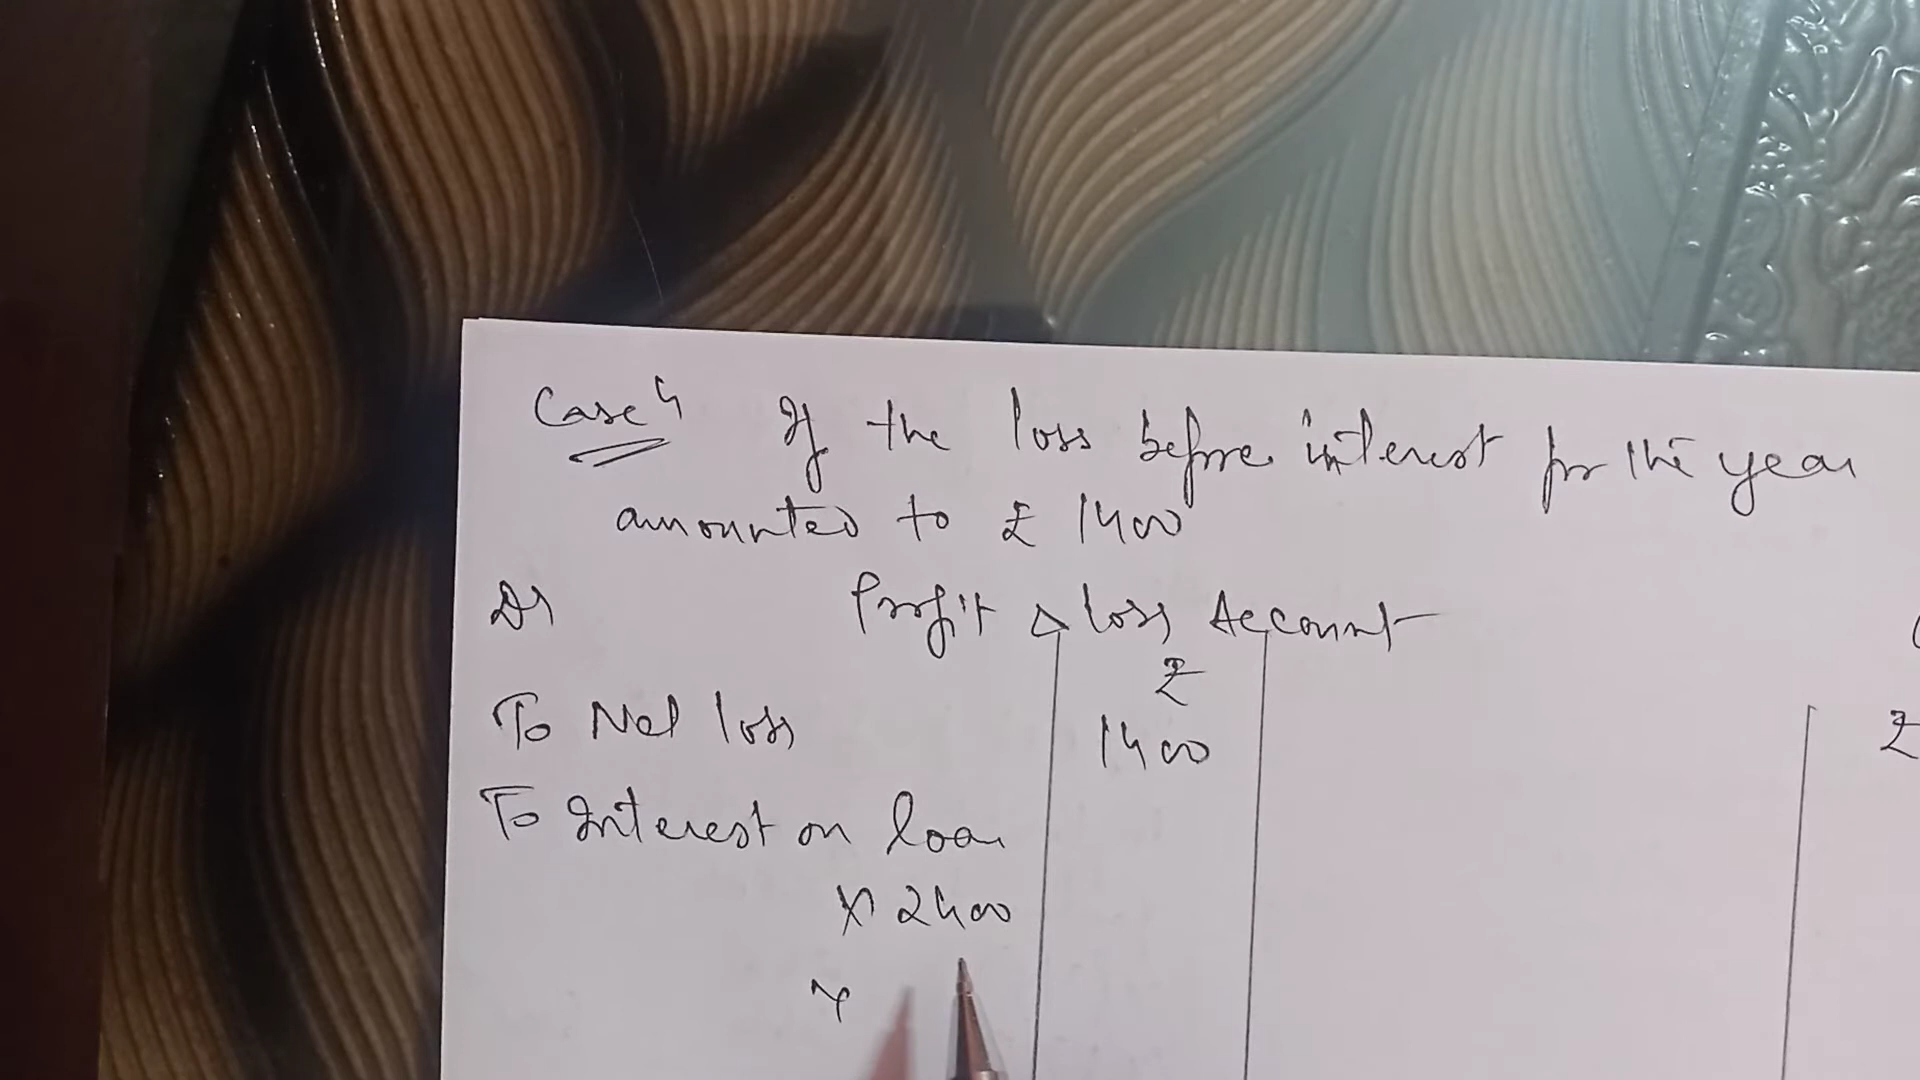 Case 4 If the loss before interest for the year
amounted to ₹ 1400
Dr Profit & loss Account
₹
To Net loss 1400 ₹
To Interest on loan
X 2400
Y